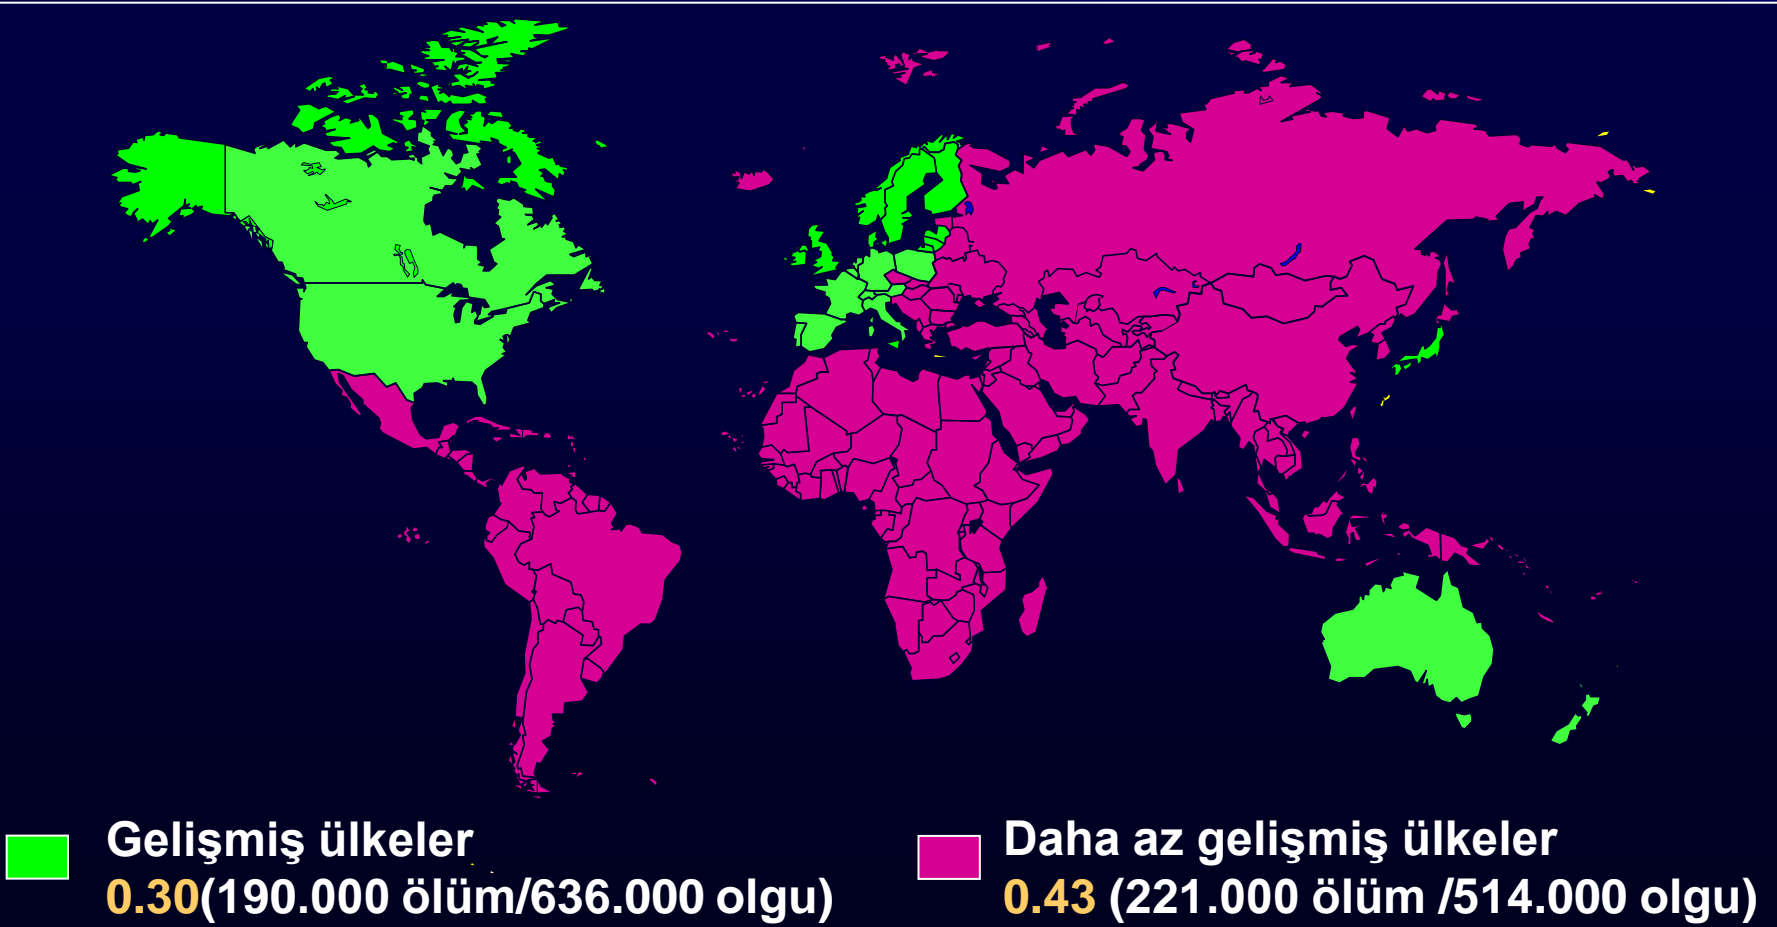 Gelişmiş ülkeler
0.30(190.000 ölüm/636.000 olgu)
Daha az gelişmiş ülkeler
0.43 (221.000 ölüm /514.000 olgu)